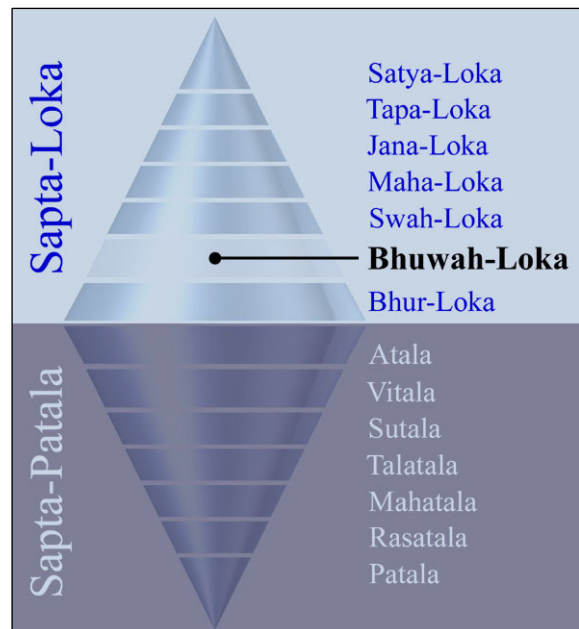 Sapta-Loka
Satya-Loka
Tapa-Loka
Jana-Loka
Maha-Loka
Swah-Loka
Bhuwah-Loka
Bhur-Loka
Sapta-Patala
Atala
Vitala
Sutala
Talatala
Mahatala
Rasatala
Patala